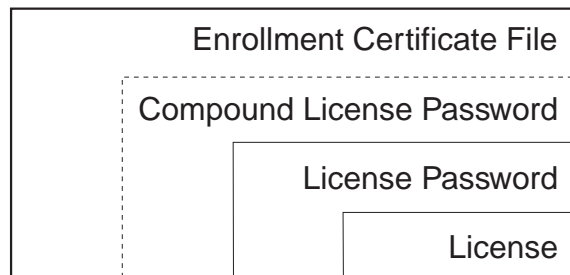 Enrollment Certificate File
Compound License Password
License Password
License